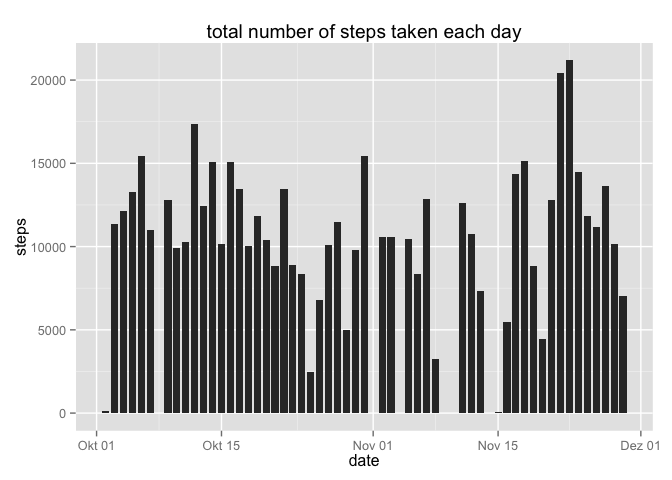 total number of steps taken each day
20000
15000
10000
5000
0
steps
Okt 01
Okt 15
Nov 01
Nov 15
Dez 01
date